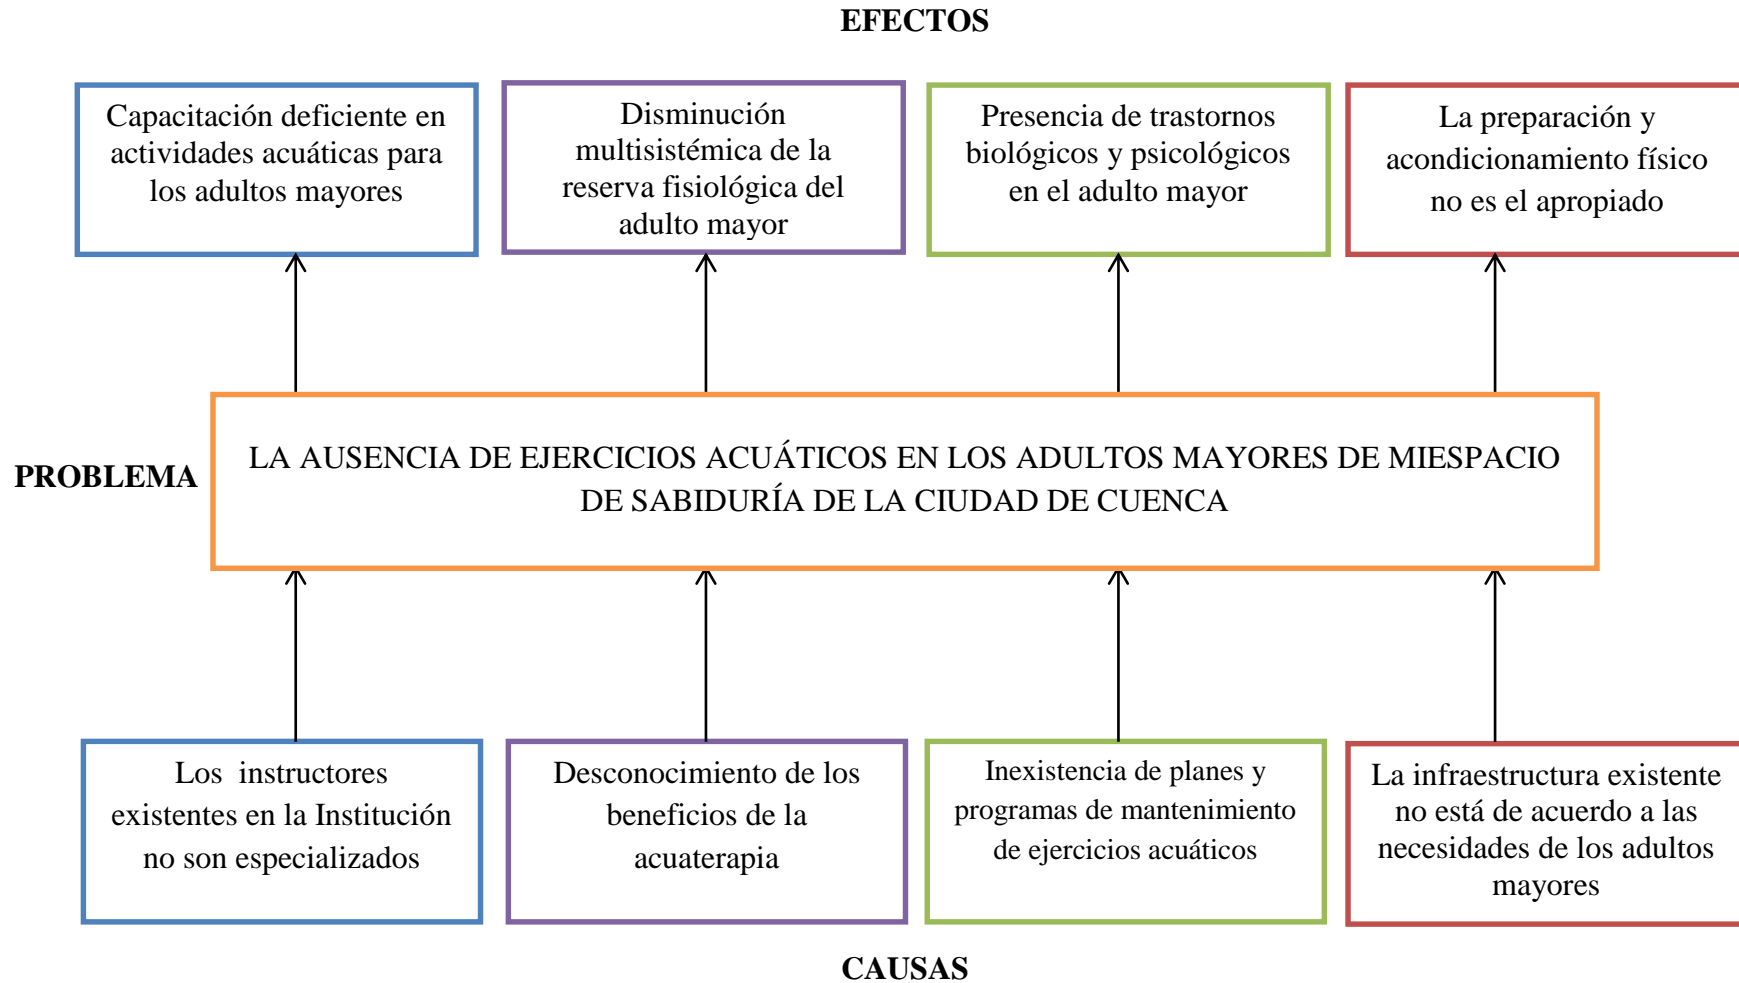 EFECTOS
Capacitación deficiente en
actividades acuáticas para
los adultos mayores
Disminución
multisistémica de la
reserva fisiológica del
adulto mayor
Presencia de trastornos
biológicos y psicológicos
en el adulto mayor
La preparación y
acondicionamiento físico
no es el apropiado
PROBLEMA
LA AUSENCIA DE EJERCICIOS ACUÁTICOS EN LOS ADULTOS MAYORES DE MIESPACIO
DE SABIDURÍA DE LA CIUDAD DE CUENCA
Los instructores
existentes en la Institución
no son especializados
Desconocimiento de los
beneficios de la
acuaterapia
Inexistencia de planes y
programas de mantenimiento
de ejercicios acuáticos
La infraestructura existente
no está de acuerdo a las
necesidades de los adultos
mayores
CAUSAS